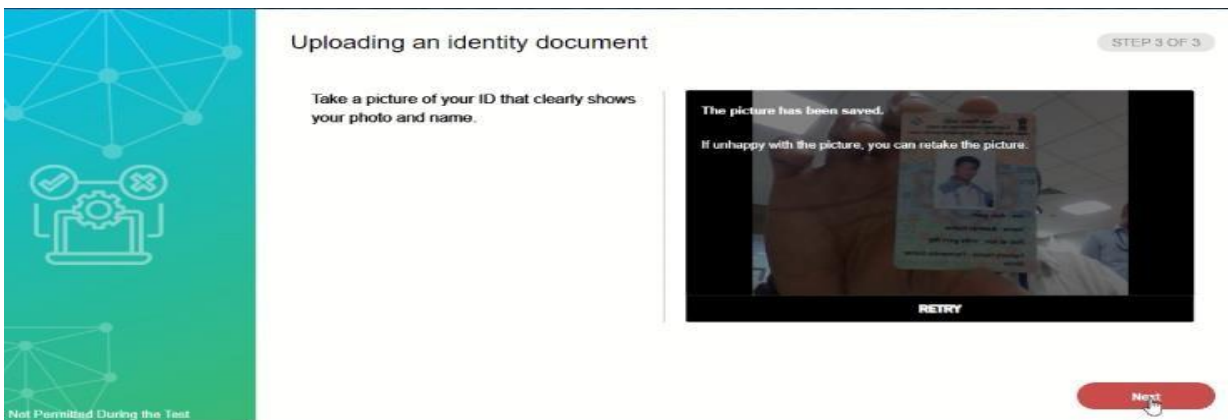 Uploading an identity document
STEP 3 OF 3
Take a picture of your ID that clearly shows
your photo and name.
The picture has been saved.
If unhappy with the picture, you can retake the picture.
RETRY
Next
Not Permitted During the Test